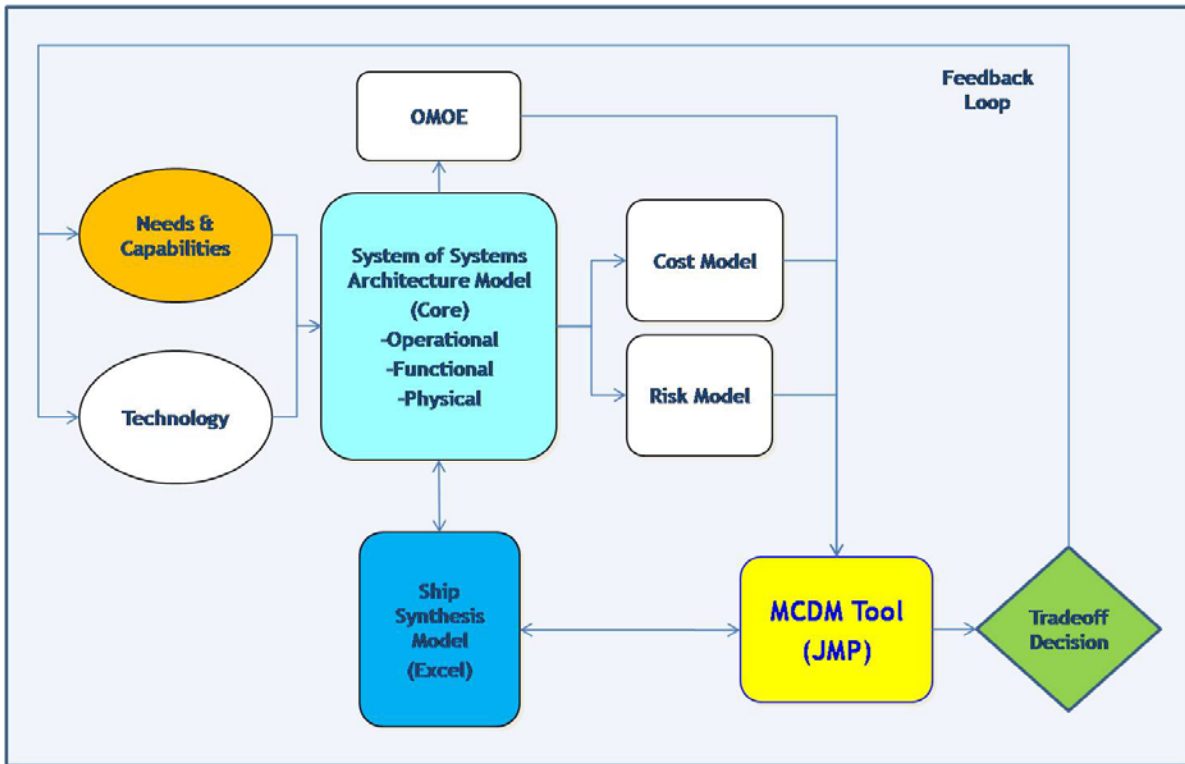 Feedback
Loop
OMOE
Needs &
Capabilities
System of Systems
Architecture Model
(Core)
-Operational
-Functional
-Physical
Cost Model
Technology
Risk Model
Ship
Synthesis
Model
(Excel)
MCDM Tool
(JMP)
Tradeoff
Decision